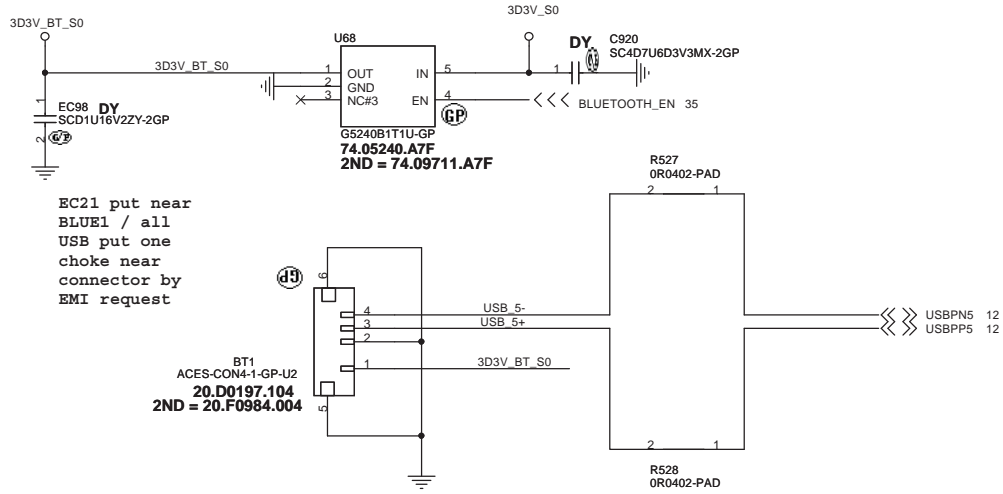 3D3V_BT_S0
3D3V_S0
U68
DY
C920
SC4D7U6D3V3MX-2GP
3D3V_BT_S0
1
OUT
IN
5
1
2
GND
3
NC#3
EN
4
BLUETOOTH_EN 35
GP
1
EC98 DY
SCD1U16V2ZY-2GP
2
G5240B1T1U-GP
74.05240.A7F
2ND = 74.09711.A7F
R527
0R0402-PAD
2
1
EC21 put near
BLUE1 / all
USB put one
choke near
connector by
EMI request
GP
6
4
USB_5-
USBPN5 12
3
USB_5+
USBPP5 12
2
1
3D3V_BT_S0
BT1
ACES-CON4-1-GP-U2
20.D0197.104
2ND = 20.F0984.004
5
2
1
R528
0R0402-PAD